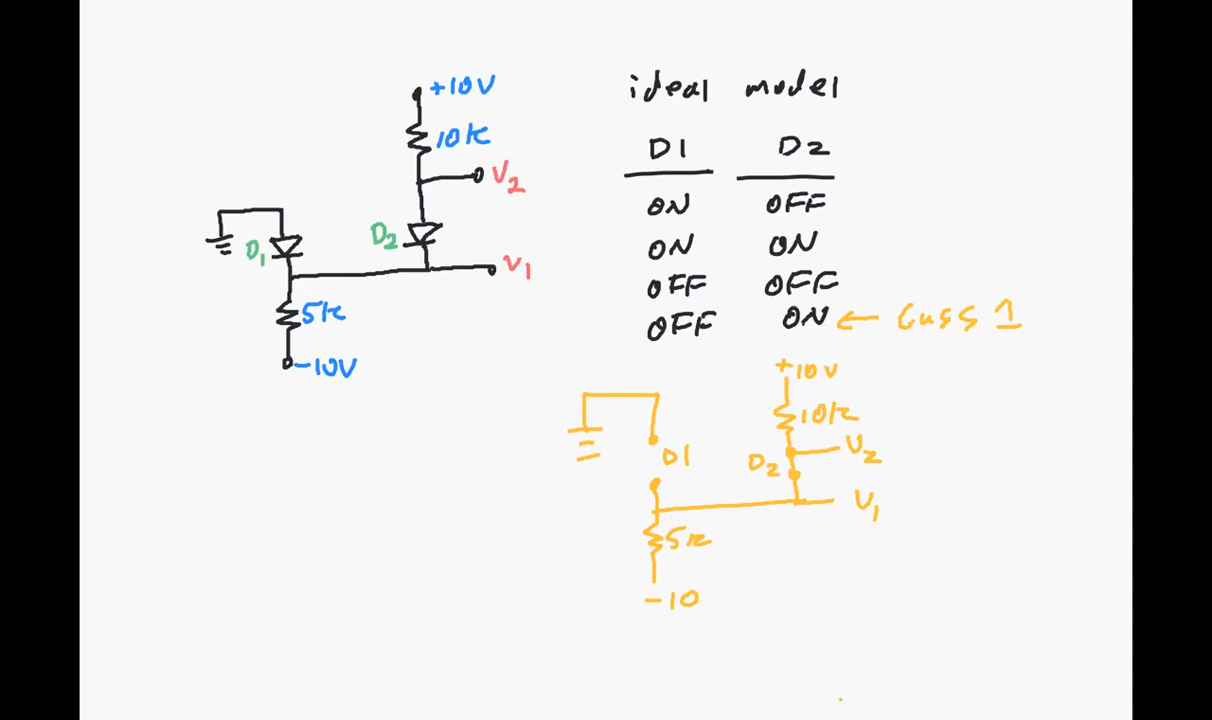 +10V
10k
V2
D2
D1
V1
5k
-10V
ideal model
D1 D2
ON OFF
ON ON
OFF OFF
OFF ON ← Guss 1
+10V
10k
V2
D1
D2
V1
5k
-10